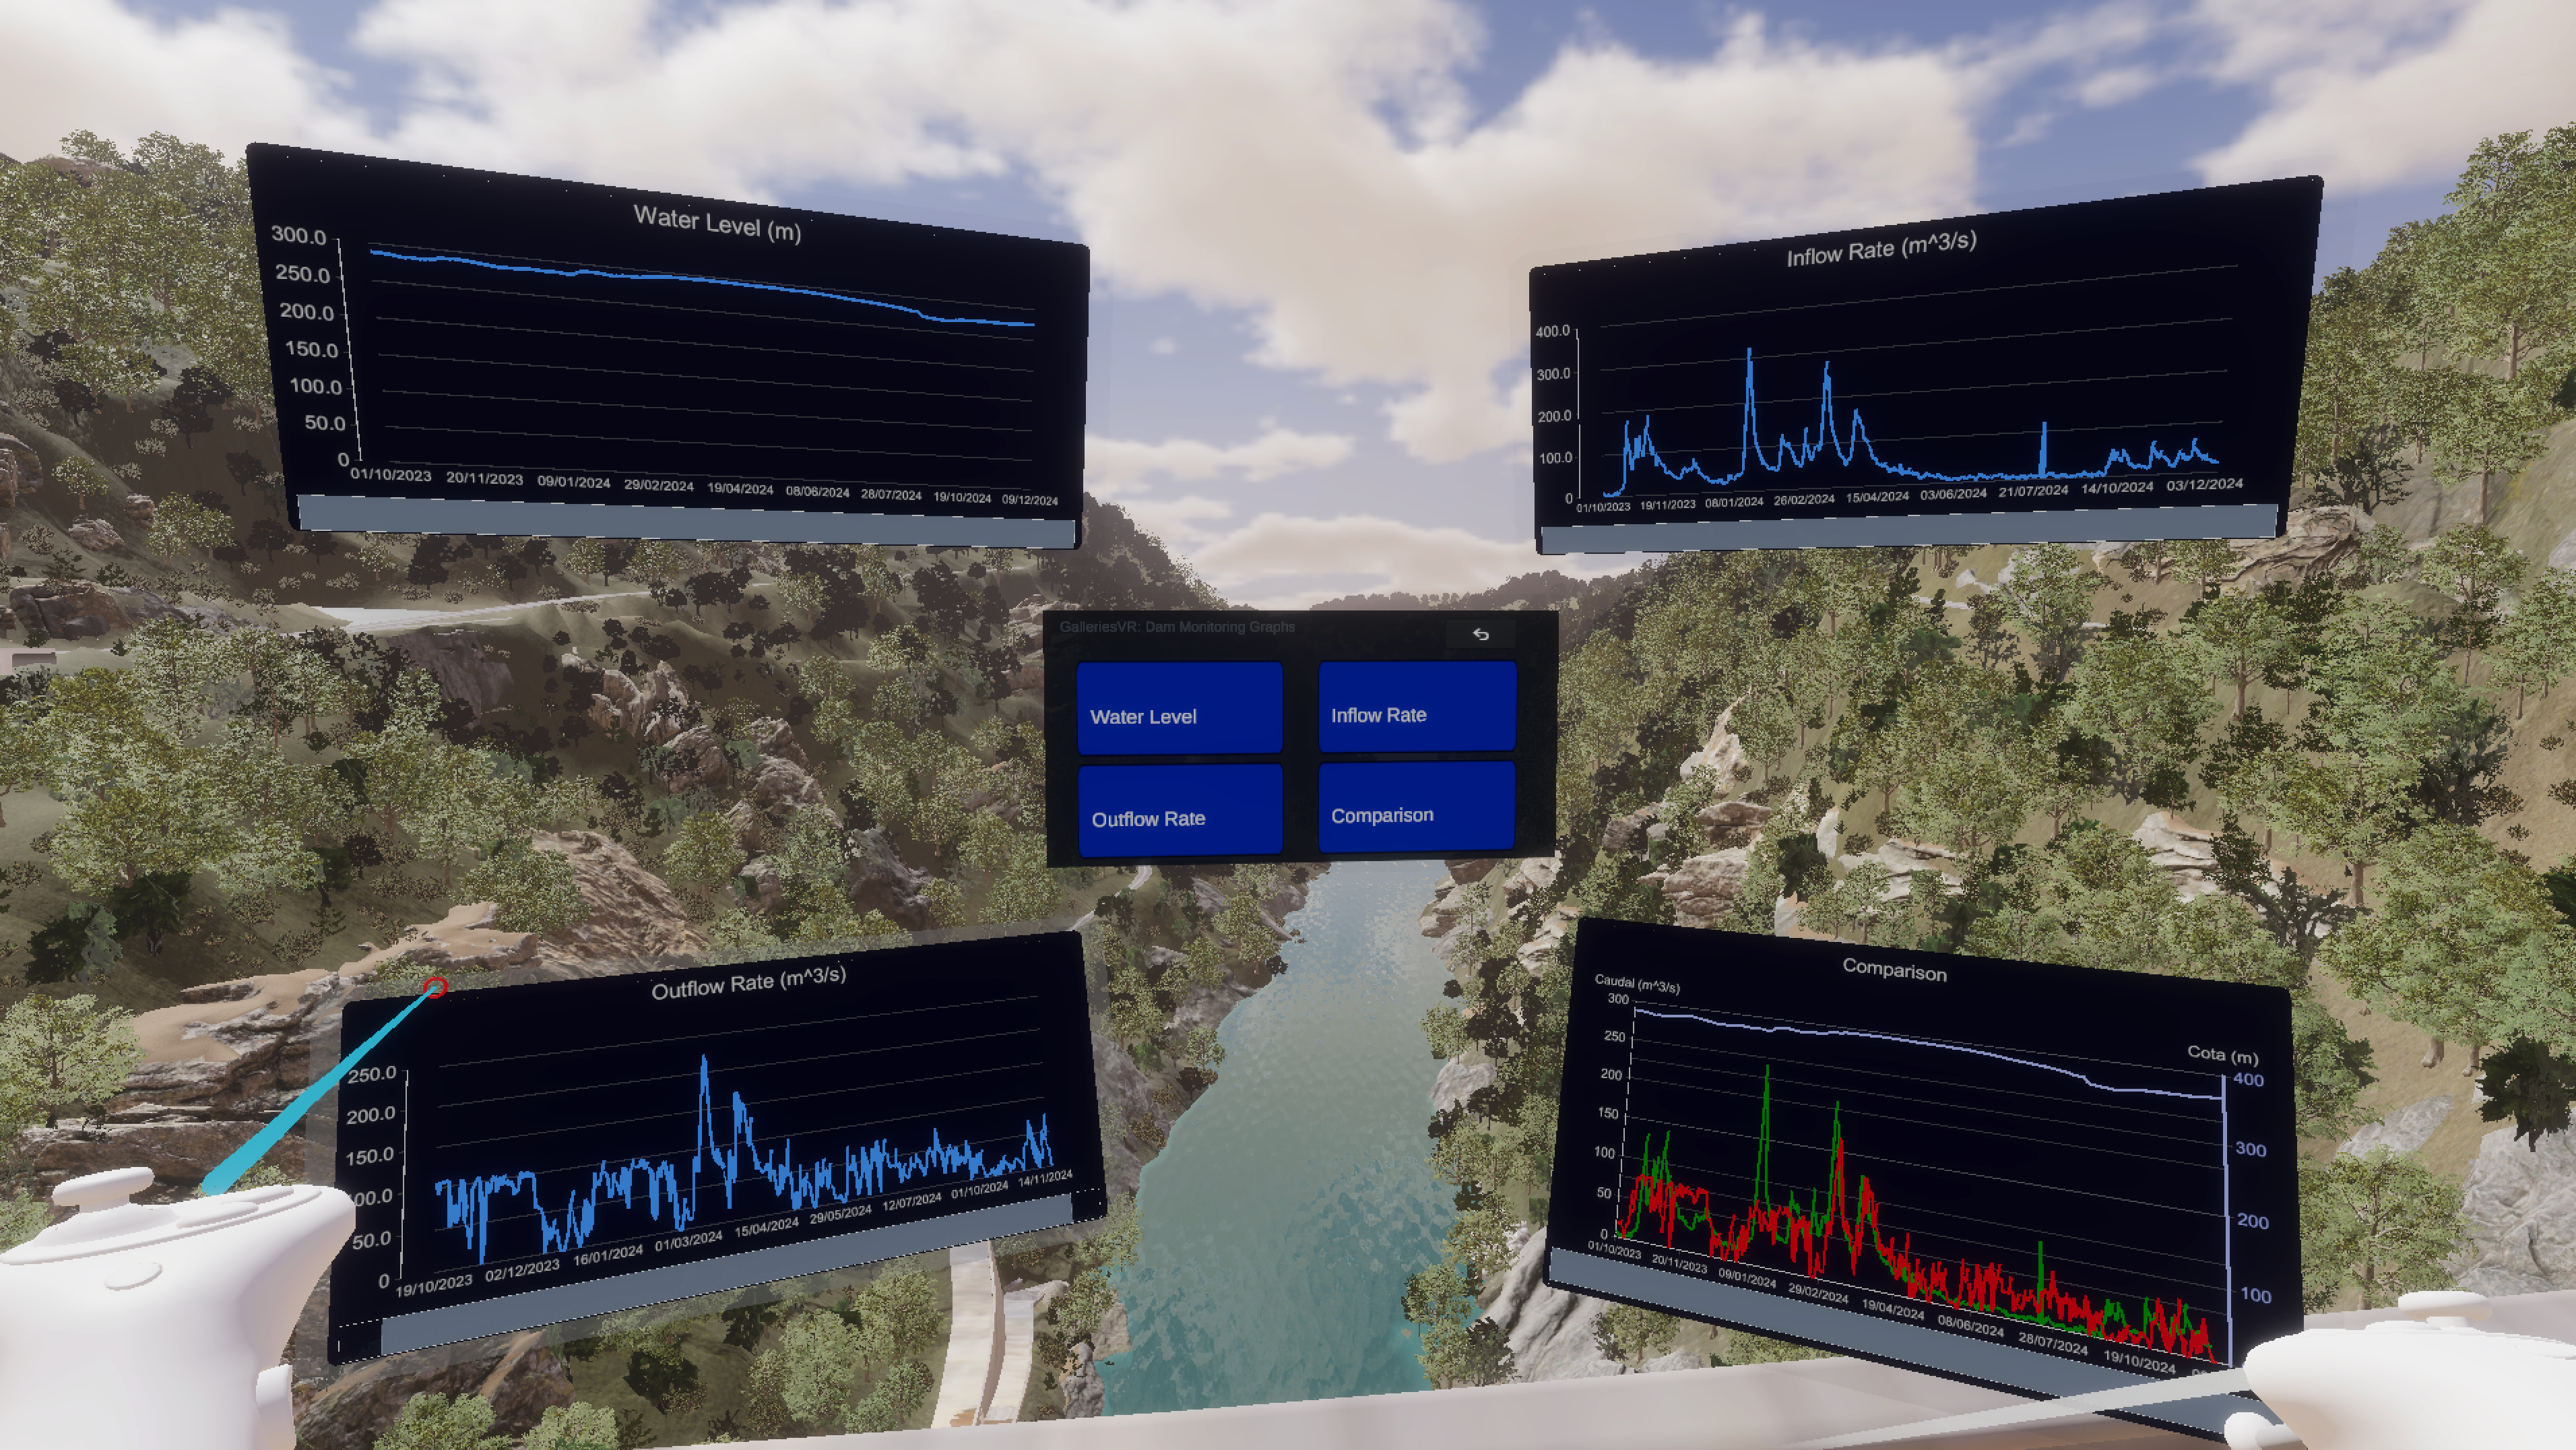 Water Level (m)
300.0
250.0
200.0
150.0
100.0
50.0
0
01/10/2023 20/11/2023 09/01/2024 29/02/2024 19/04/2024 08/06/2024 28/07/2024 19/10/2024 09/12/2024
Inflow Rate (m^3/s)
400.0
300.0
200.0
100.0
0
01/10/2023 19/11/2023 08/01/2024 26/02/2024 15/04/2024 03/06/2024 21/07/2024 14/10/2024 03/12/2024
GalleriesVR: Dam Monitoring Graphs
Water Level
Inflow Rate
Outflow Rate
Comparison
Outflow Rate (m^3/s)
250.0
200.0
150.0
00.0
50.0
0
19/10/2023 02/12/2023 16/01/2024 01/03/2024 15/04/2024 29/05/2024 12/07/2024 01/10/2024 14/11/2024
Comparison
Caudal (m^3/s)
300
250
200
150
100
50
0
Cota (m)
400
300
200
100
01/10/2023 20/11/2023 09/01/2024 29/02/2024 19/04/2024 08/06/2024 28/07/2024 19/10/2024